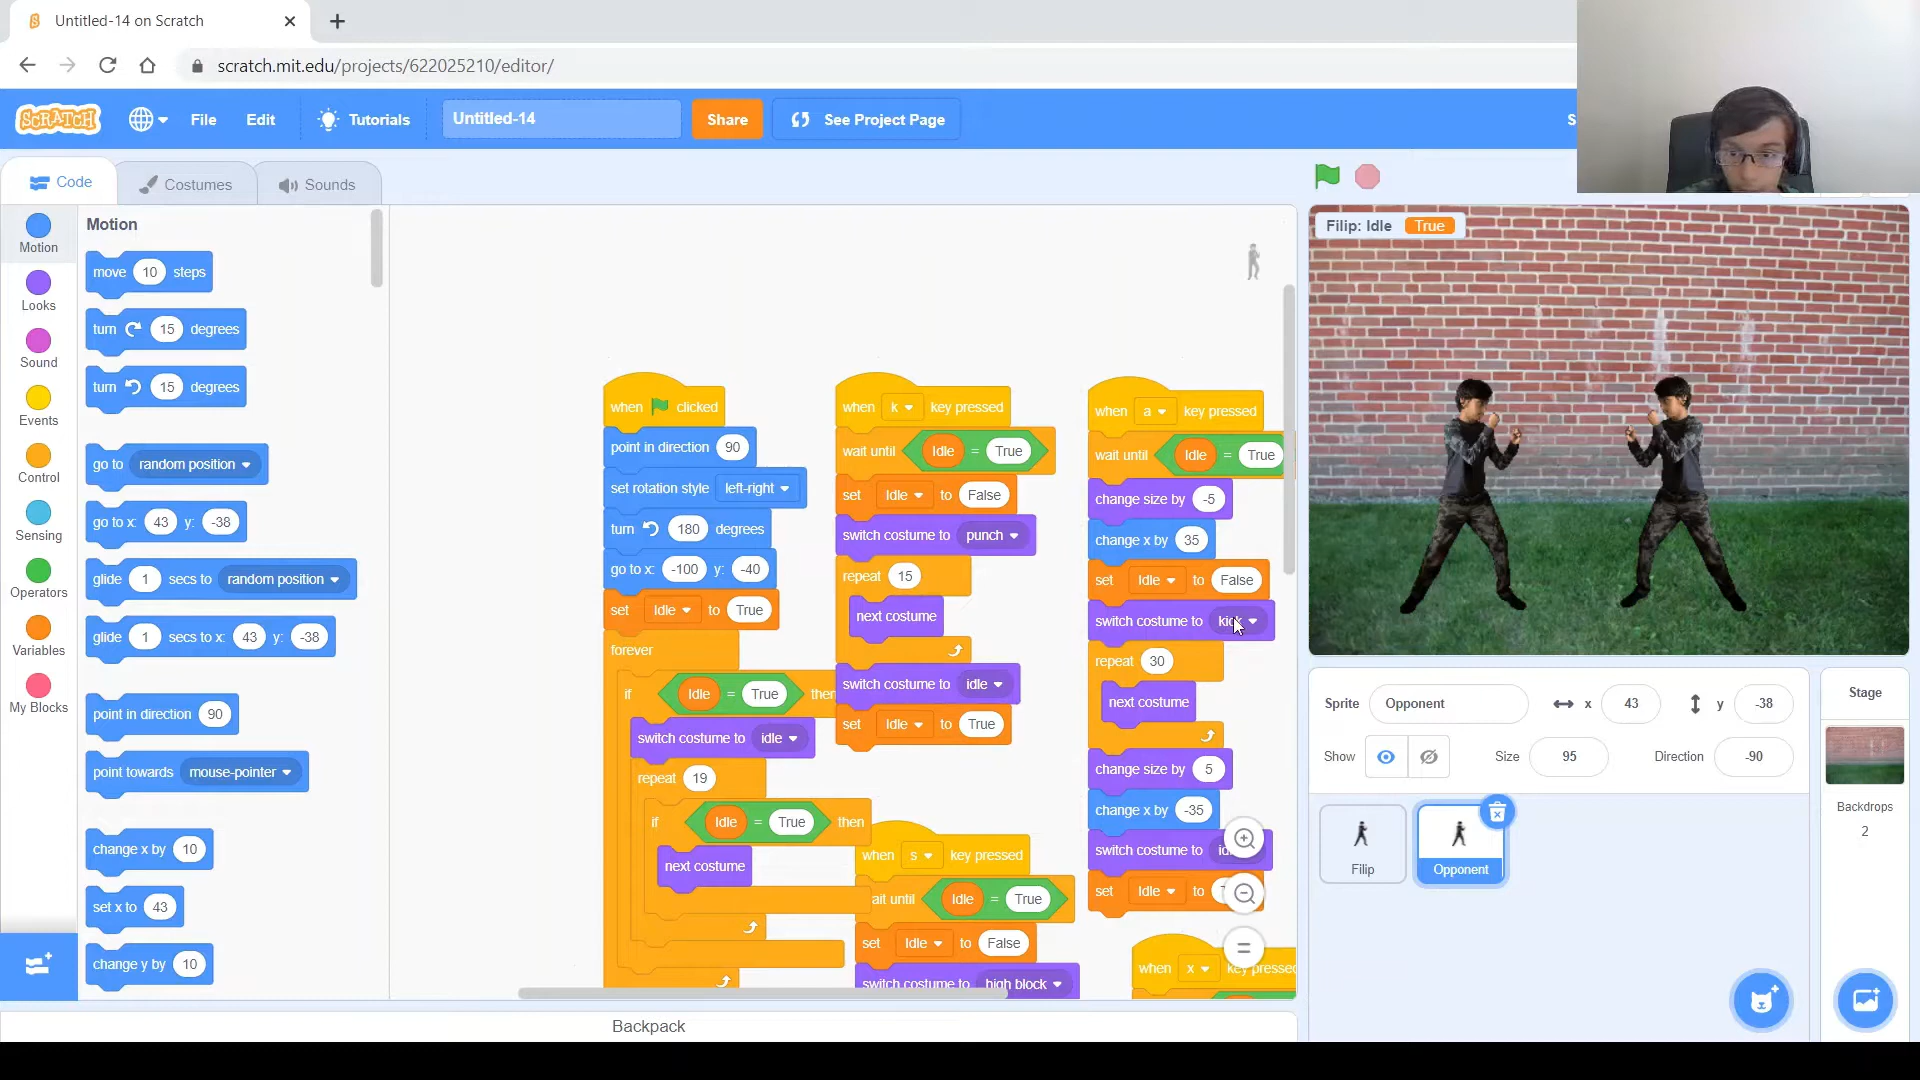 Untitled-14 on Scratch
scratch.mit.edu/projects/622025210/editor/
SCRATCH
File
Edit
Tutorials
Untitled-14
Share
See Project Page
S
Code
Costumes
Sounds
Motion
Looks
Sound
Events
Control
Sensing
Operators
Variables
My Blocks
Motion
move 10 steps
turn 15 degrees
turn 15 degrees
go to random position
go to x: 43 y: -38
glide 1 secs to random position
glide 1 secs to x: 43 y: -38
point in direction 90
point towards mouse-pointer
change x by 10
set x to 43
change y by 10
when clicked
point in direction 90
set rotation style left-right
turn 180 degrees
go to x: -100 y: -40
set Idle to True
forever
if Idle = True then
switch costume to idle
repeat 19
if Idle = True then
next costume
when k key pressed
wait until Idle = True
set Idle to False
switch costume to punch
repeat 15
next costume
switch costume to idle
set Idle to True
when s key pressed
ait until Idle = True
set Idle to False
switch costume to high block
when a key pressed
wait until Idle = True
change size by -5
change x by 35
set Idle to False
switch costume to kick
repeat 30
next costume
change size by 5
change x by -35
switch costume to
set Idle to
when x key pressed
Backpack
Filip: Idle True
Sprite Opponent x 43 y -38
Show Size 95 Direction -90
Filip
Opponent
Stage
Backdrops
2